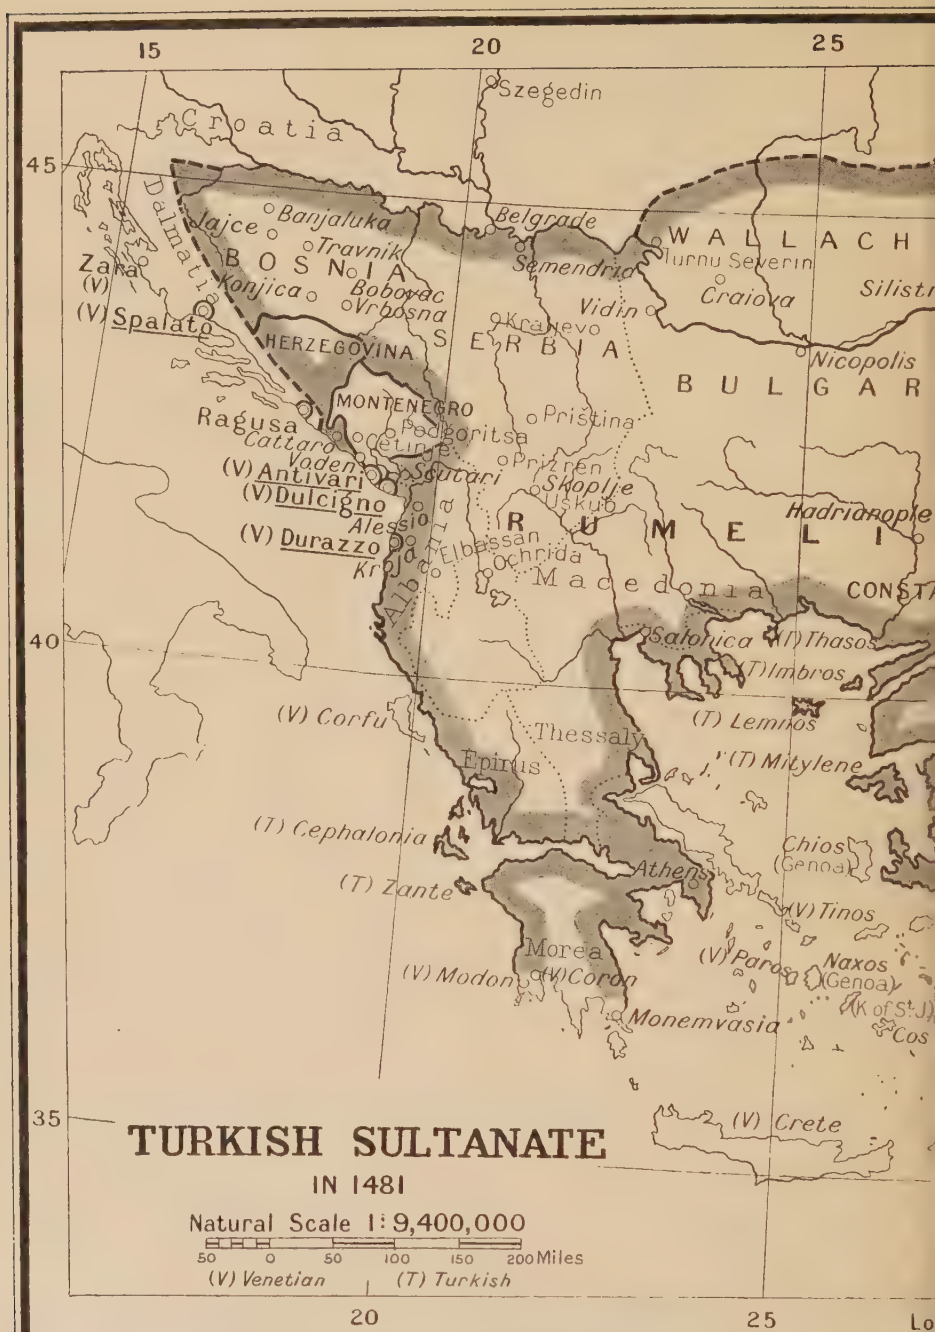 15 20 25
Szegedin
Croatia
45
Dalmatia
Banjaluka
Jajce
Travnik
BOSNIA
Bobovac
Konjica
Vrbosna
Belgrade
Semendria
WALLACH
Turnu Severin
Craiova
Silistr
Vidin
Zara
(V)
(V) Spalato
Kraljevo
HERZEGOVINA
SERBIA
Nicopolis
BULGAR
MONTENEGRO
Ragusa
Podgoritsa
Cattaro
Cetinje
Priština
Prizren
Scutari
(V) Antivari
Skoplje
Uskub
(V) Dulcigno
Alessio
RUMELI
Hadrianople
(V) Durazzo
Elbassan
Ochrida
Kroja
Albania
Macedonia
CONSTA
40
Salonica
(T) Thasos
(T) Imbros
(V) Corfu
(T) Lemnos
Thessaly
Epirus
(T) Mitylene
(T) Cephalonia
Chios
(Genoa)
Athens
(T) Zante
(V) Tinos
Morea
(V) Modon
(V) Coron
(V) Paros
Naxos
(Genoa)
(K of St. J)
Monemvasia
Cos
35
(V) Crete
TURKISH SULTANATE
IN 1481
Natural Scale 1:9,400,000
50 0 50 100 150 200 Miles
(V) Venetian (T) Turkish
20 25 Lo